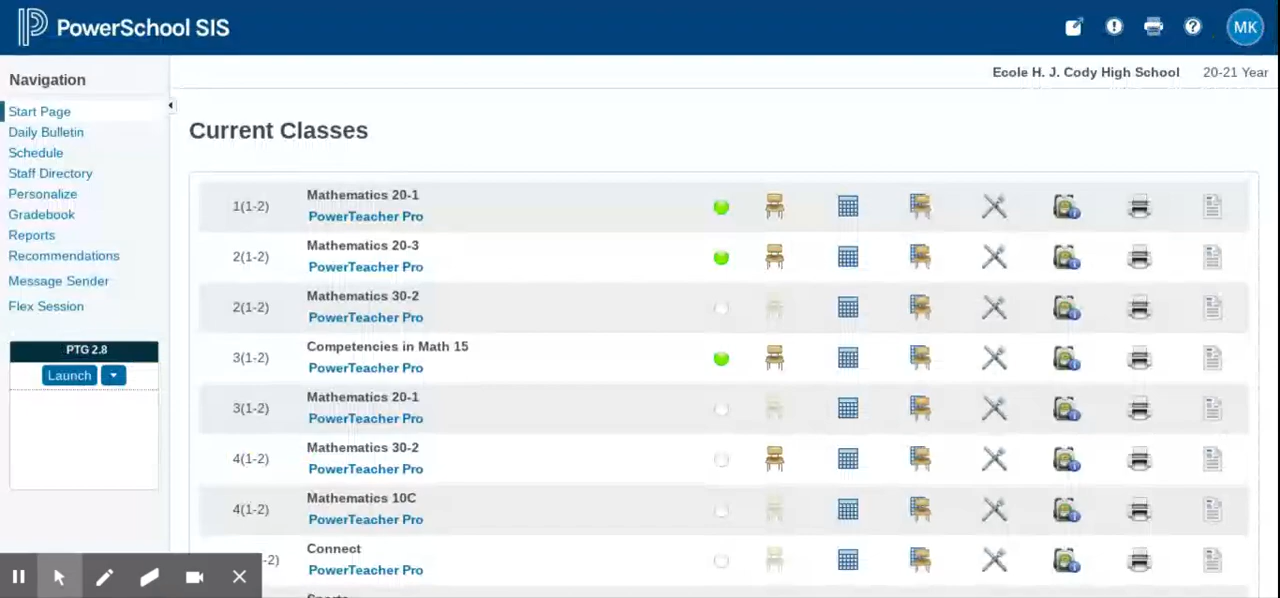 PowerSchool SIS
MK
Ecole H. J. Cody High School 20-21 Year
Navigation
Start Page
Daily Bulletin
Schedule
Staff Directory
Personalize
Gradebook
Reports
Recommendations
Message Sender
Flex Session
PTG 2.8
Launch
Current Classes
1(1-2) Mathematics 20-1
PowerTeacher Pro
2(1-2) Mathematics 20-3
PowerTeacher Pro
2(1-2) Mathematics 30-2
PowerTeacher Pro
3(1-2) Competencies in Math 15
PowerTeacher Pro
3(1-2) Mathematics 20-1
PowerTeacher Pro
4(1-2) Mathematics 30-2
PowerTeacher Pro
4(1-2) Mathematics 10C
PowerTeacher Pro
-2) Connect
PowerTeacher Pro